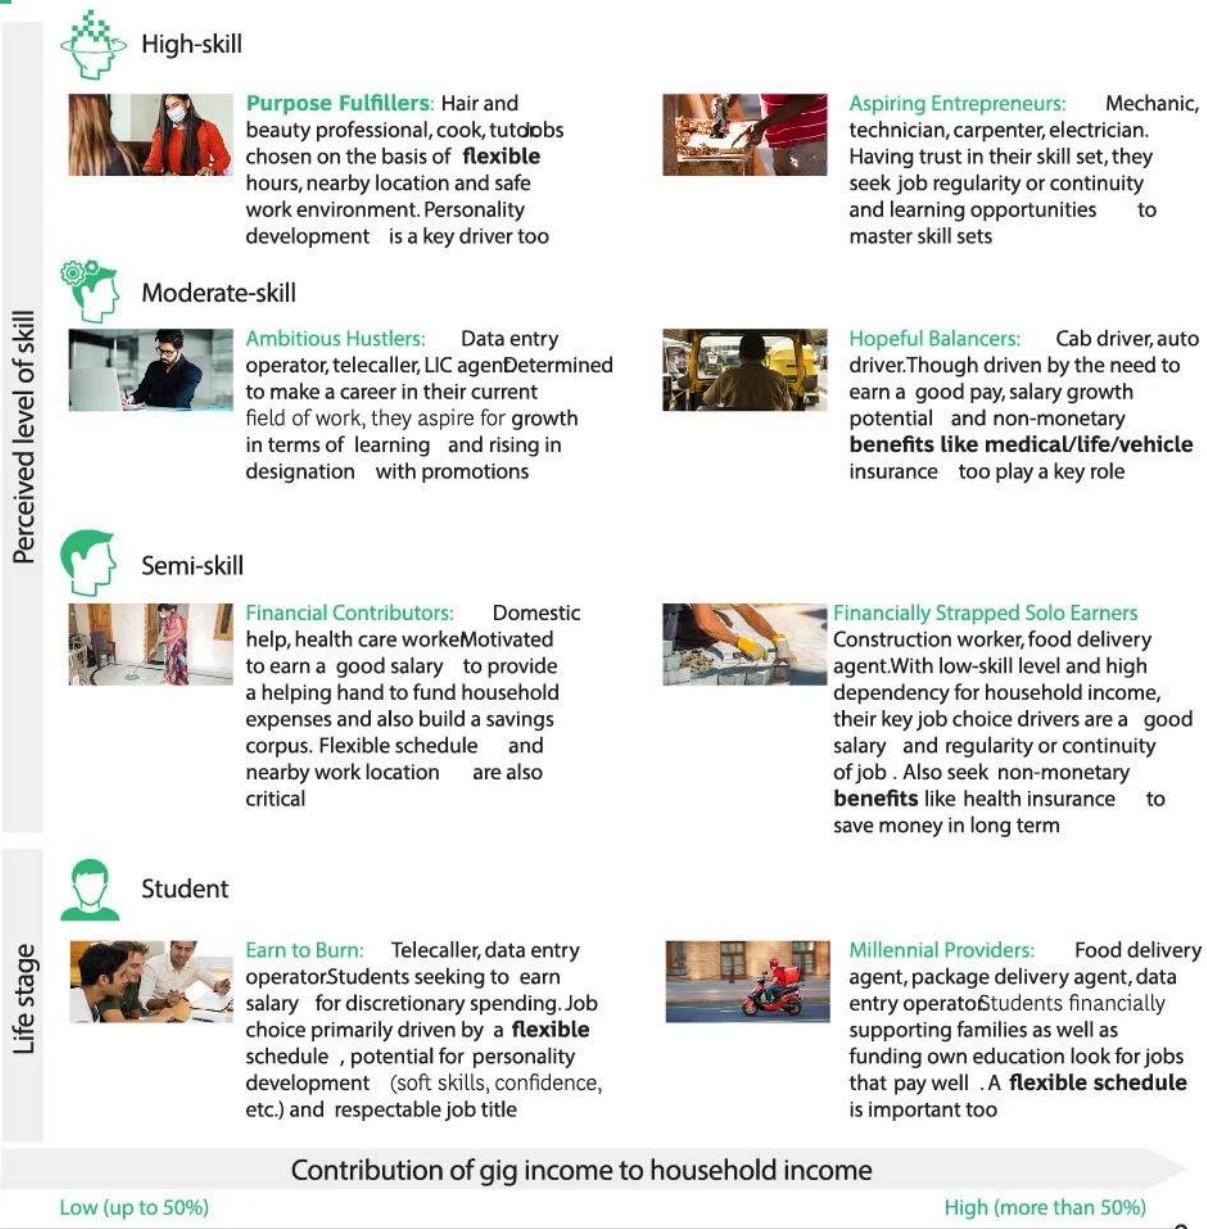 High-skill
Purpose Fulfillers: Hair and
beauty professional, cook, tutorJobs
chosen on the basis of flexible
hours, nearby location and safe
work environment. Personality
development is a key driver too
Aspiring Entrepreneurs: Mechanic,
technician, carpenter, electrician.
Having trust in their skill set, they
seek job regularity or continuity
and learning opportunities to
master skill sets
Perceived level of skill
Moderate-skill
Ambitious Hustlers: Data entry
operator, telecaller, LIC agentDetermined
to make a career in their current
field of work, they aspire for growth
in terms of learning and rising in
designation with promotions
Hopeful Balancers: Cab driver, auto
driver.Though driven by the need to
earn a good pay, salary growth
potential and non-monetary
benefits like medical/life/vehicle
insurance too play a key role
Semi-skill
Financial Contributors: Domestic
help, health care workerMotivated
to earn a good salary to provide
a helping hand to fund household
expenses and also build a savings
corpus. Flexible schedule and
nearby work location are also
critical
Financially Strapped Solo Earners
Construction worker, food delivery
agent.With low-skill level and high
dependency for household income,
their key job choice drivers are a good
salary and regularity or continuity
of job . Also seek non-monetary
benefits like health insurance to
save money in long term
Life stage
Student
Earn to Burn: Telecaller, data entry
operator.Students seeking to earn
salary for discretionary spending. Job
choice primarily driven by a flexible
schedule , potential for personality
development (soft skills, confidence,
etc.) and respectable job title
Millennial Providers: Food delivery
agent, package delivery agent, data
entry operatorStudents financially
supporting families as well as
funding own education look for jobs
that pay well . A flexible schedule
is important too
Contribution of gig income to household income
Low (up to 50%)
High (more than 50%)